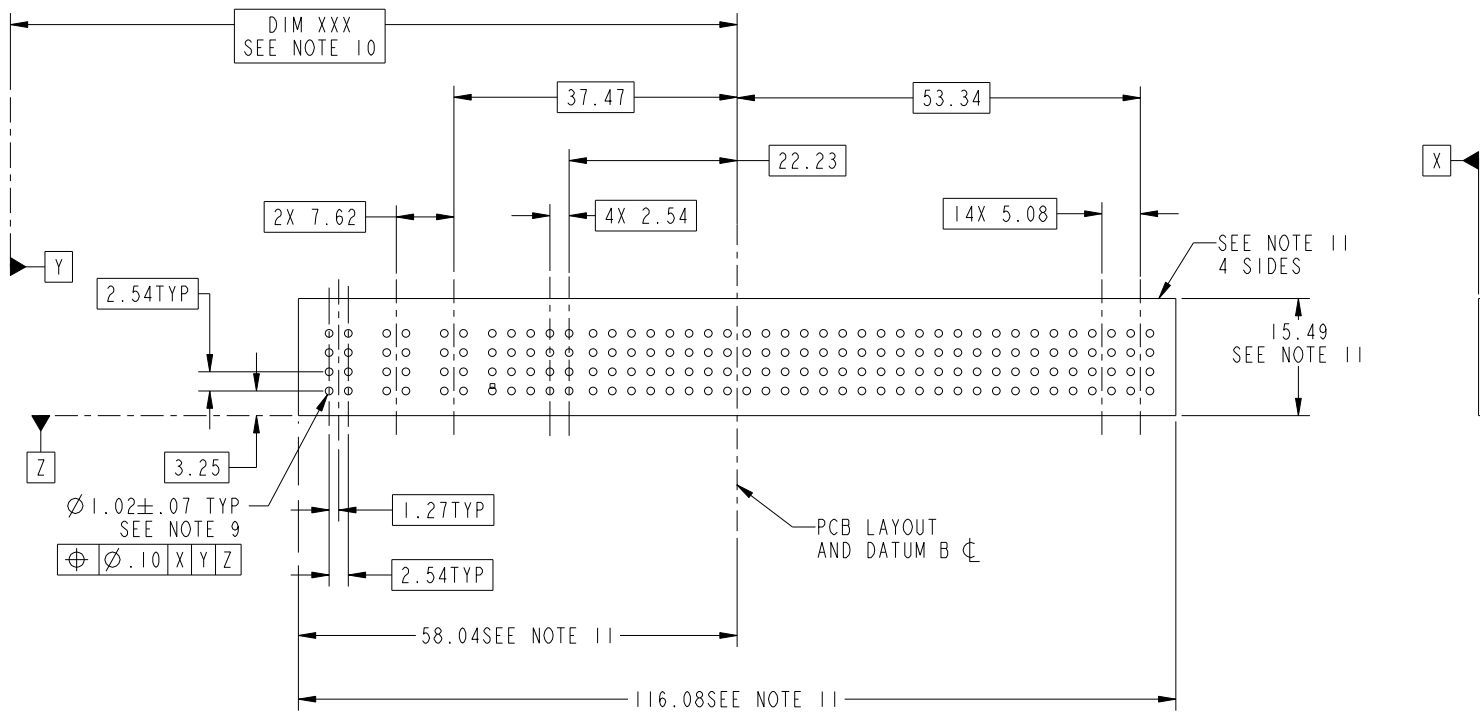 DIM XXX
SEE NOTE 10
37.47
53.34
22.23
X
2X 7.62
4X 2.54
14X 5.08
SEE NOTE 11
4 SIDES
Y
2.54TYP
15.49
SEE NOTE 11
Z
3.25
Ø1.02±.07 TYP
SEE NOTE 9
⌖ Ø.10 X Y Z
1.27TYP
PCB LAYOUT
AND DATUM B ℄
2.54TYP
58.04SEE NOTE 11
116.08SEE NOTE 11